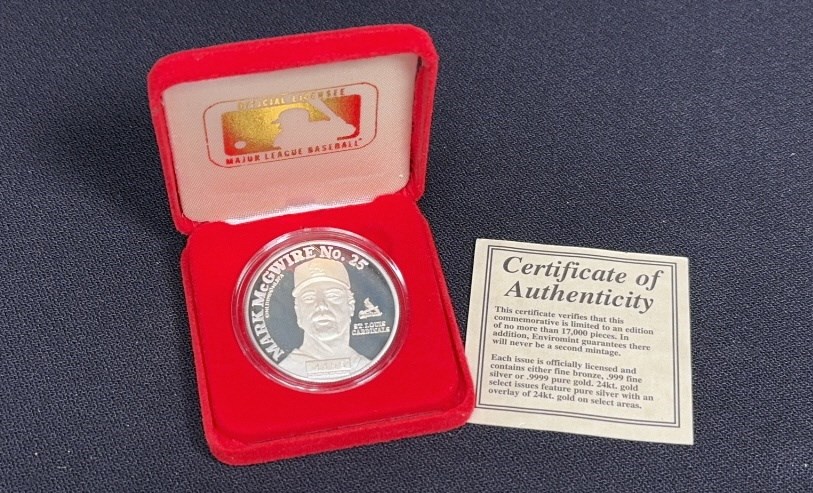 OFFICIAL LICENSEE
MAJOR LEAGUE BASEBALL
MARK McGWIRE No. 25
ST. LOUIS
CARDINALS
Certificate of
Authenticity
This certificate verifies that this
commemorative is limited to an edition
of no more than 17,000 pieces. In
addition, Enviromint guarantees there
will never be a second mintage.
Each issue is officially licensed and
contains either fine bronze, .999 fine
silver or .9999 pure gold. 24kt. gold
select issues feature pure silver with an
overlay of 24kt. gold on select areas.